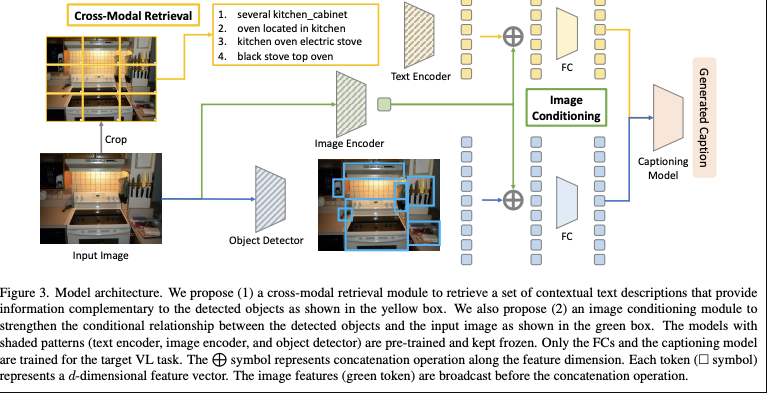 Cross-Modal Retrieval
1. several kitchen_cabinet
2. oven located in kitchen
3. kitchen oven electric stove
4. black stove top oven
Text Encoder
FC
Crop
Image Encoder
Image
Conditioning
Generated Caption
Captioning
Model
Input Image
Object Detector
FC
Figure 3. Model architecture. We propose (1) a cross-modal retrieval module to retrieve a set of contextual text descriptions that provide
information complementary to the detected objects as shown in the yellow box. We also propose (2) an image conditioning module to
strengthen the conditional relationship between the detected objects and the input image as shown in the green box. The models with
shaded patterns (text encoder, image encoder, and object detector) are pre-trained and kept frozen. Only the FCs and the captioning model
are trained for the target VL task. The ⊕ symbol represents concatenation operation along the feature dimension. Each token (□ symbol)
represents a d-dimensional feature vector. The image features (green token) are broadcast before the concatenation operation.